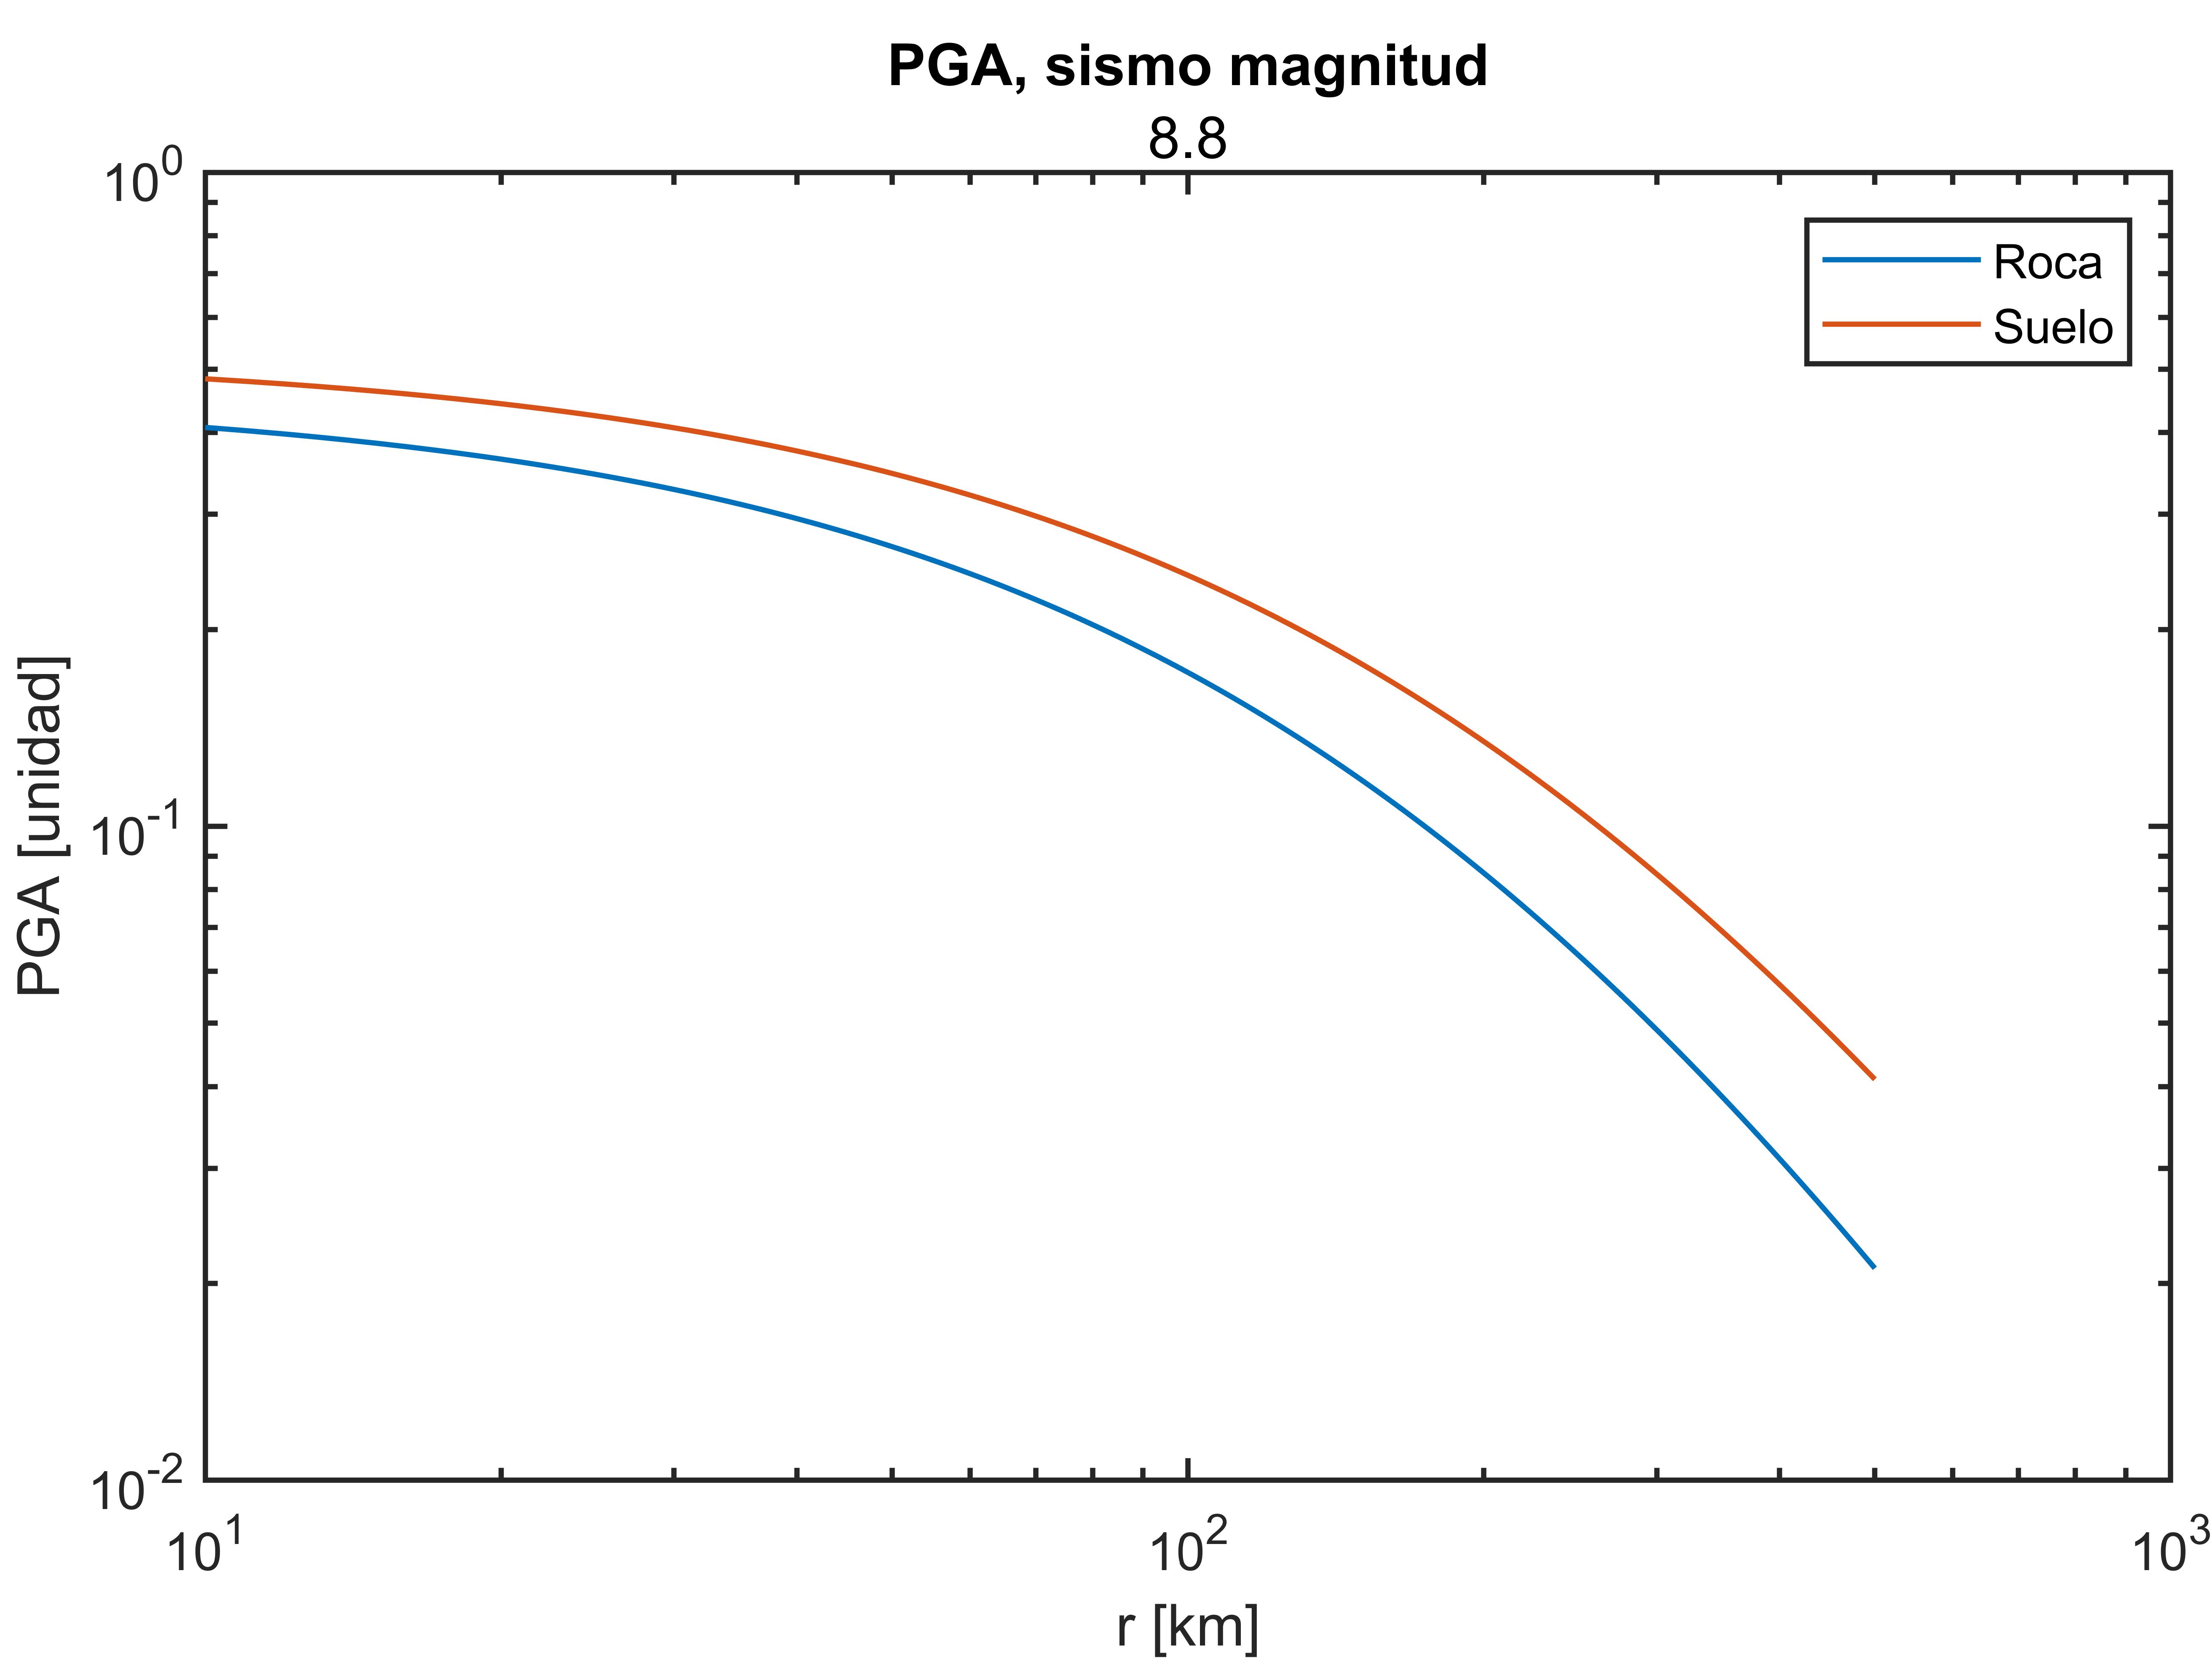 PGA, sismo magnitud
8.8
Roca
Suelo
PGA [unidad]
10^0
10^-1
10^-2
10^1
10^2
10^3
r [km]